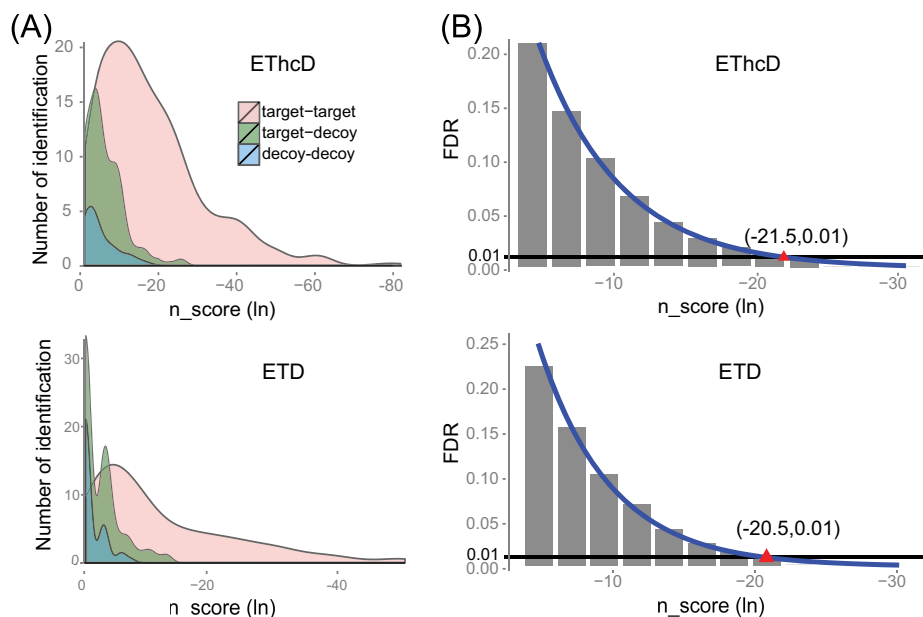 (A)
EThcD
Number of identification
20
15
10
5
0
target-target
target-decoy
decoy-decoy
0
-20
-40
-60
-80
n_score (ln)
ETD
Number of identification
30
20
10
0
0
-20
-40
n_score (ln)
(B)
EThcD
FDR
0.20
0.15
0.10
0.05
0.01
0.00
(-21.5,0.01)
-10
-20
-30
n_score (ln)
ETD
FDR
0.25
0.20
0.15
0.10
0.05
0.01
0.00
(-20.5,0.01)
-10
-20
-30
n_score (ln)